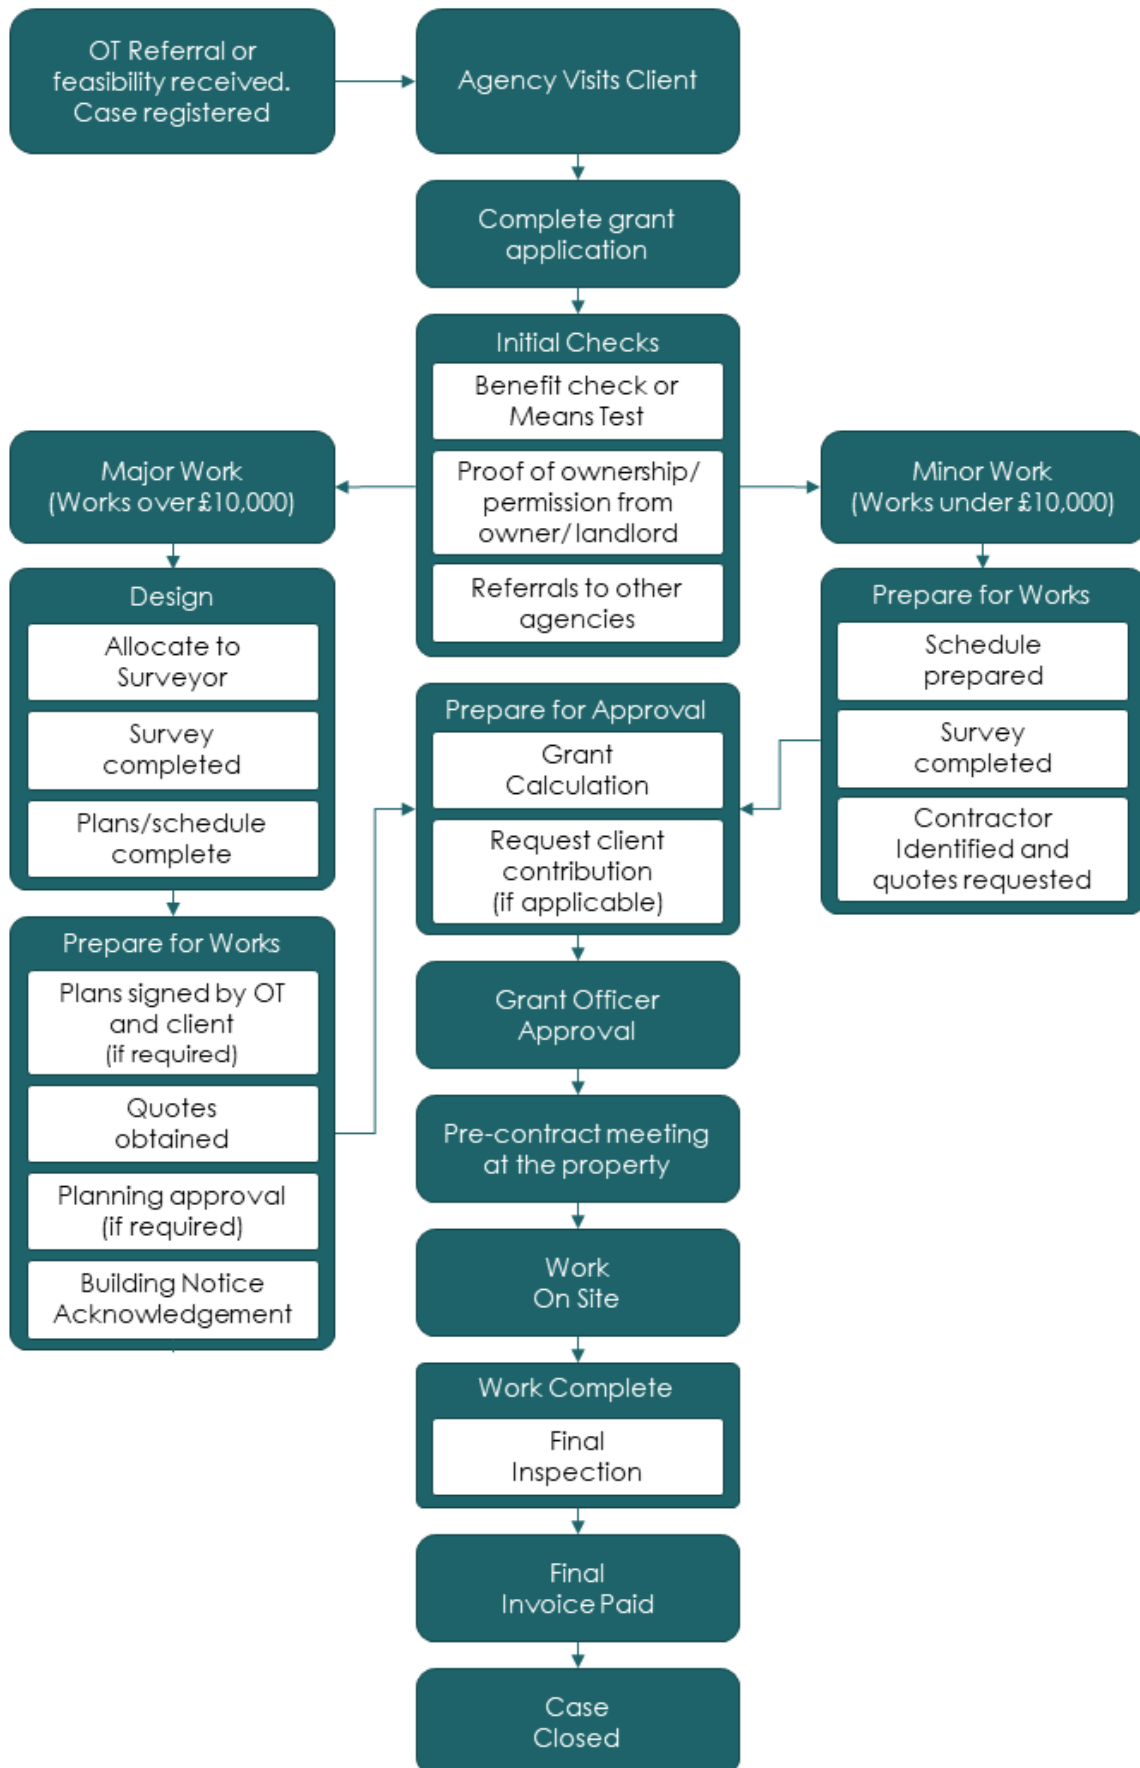 OT Referral or
feasibility received.
Case registered
Agency Visits Client
Complete grant
application
Initial Checks
Benefit check or
Means Test
Proof of ownership/
permission from
owner/ landlord
Referrals to other
agencies
Major Work
(Works over £10,000)
Design
Allocate to
Surveyor
Survey
completed
Plans/schedule
complete
Prepare for Works
Plans signed by OT
and client
(if required)
Quotes
obtained
Planning approval
(if required)
Building Notice
Acknowledgement
Minor Work
(Works under £10,000)
Prepare for Works
Schedule
prepared
Survey
completed
Contractor
Identified and
quotes requested
Prepare for Approval
Grant
Calculation
Request client
contribution
(if applicable)
Grant Officer
Approval
Pre-contract meeting
at the property
Work
On Site
Work Complete
Final
Inspection
Final
Invoice Paid
Case
Closed